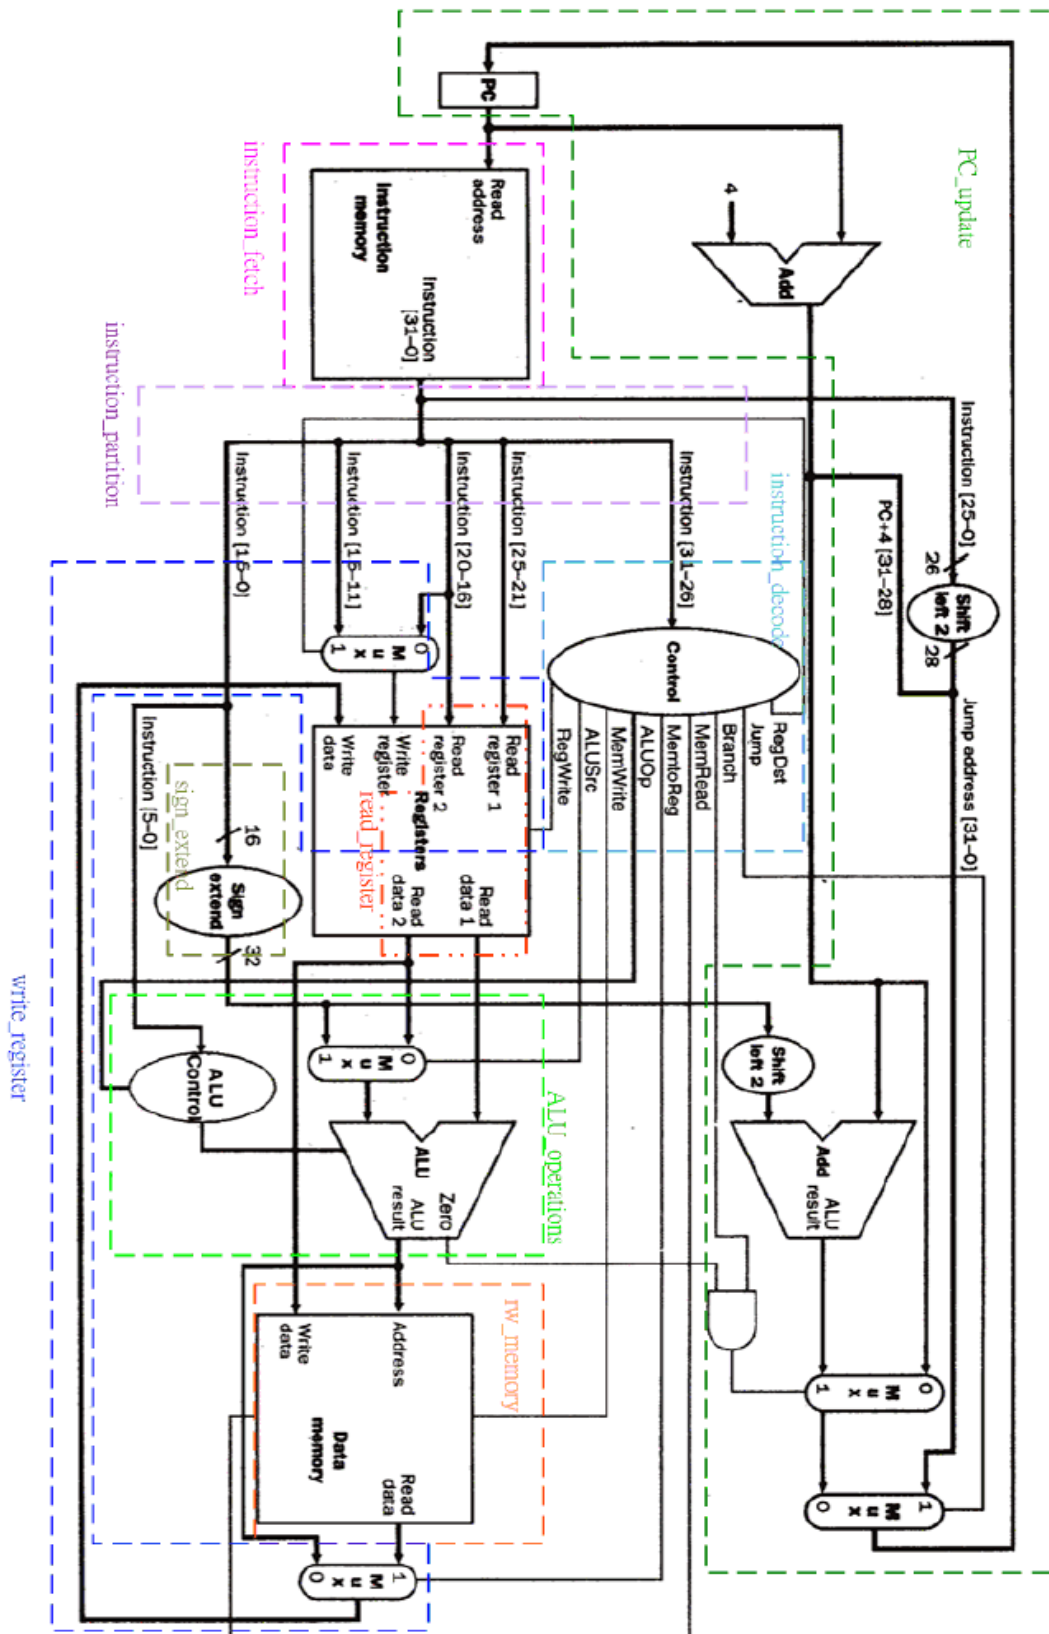 PC_update
Instruction [25–0]
26
Shift
left 2
28
Jump address [31–0]
PC+4 [31–28]
4
Add
Shift
left 2
Add
ALU
result
0
M
u
x
1
1
M
u
x
0
PC
instruction_fetch
Read
address
Instruction
memory
Instruction
[31–0]
instruction_partition
Instruction [31–26]
Instruction [25–21]
Instruction [20–16]
Instruction [15–11]
Instruction [15–0]
instruction_decode
Control
RegDst
Jump
Branch
MemRead
MemtoReg
ALUOp
MemWrite
ALUSrc
RegWrite
0
M
u
x
1
Read
register 1
Read
register 2
Write
register
Write
data
Registers
Read
data 1
Read
data 2
read_register
16
Sign
extend
32
sign_extend
Instruction [5–0]
ALU_operations
0
M
u
x
1
ALU
Control
Zero
ALU
ALU
result
rw_memory
Address
Write
data
Data
memory
Read
data
1
M
u
x
0
write_register